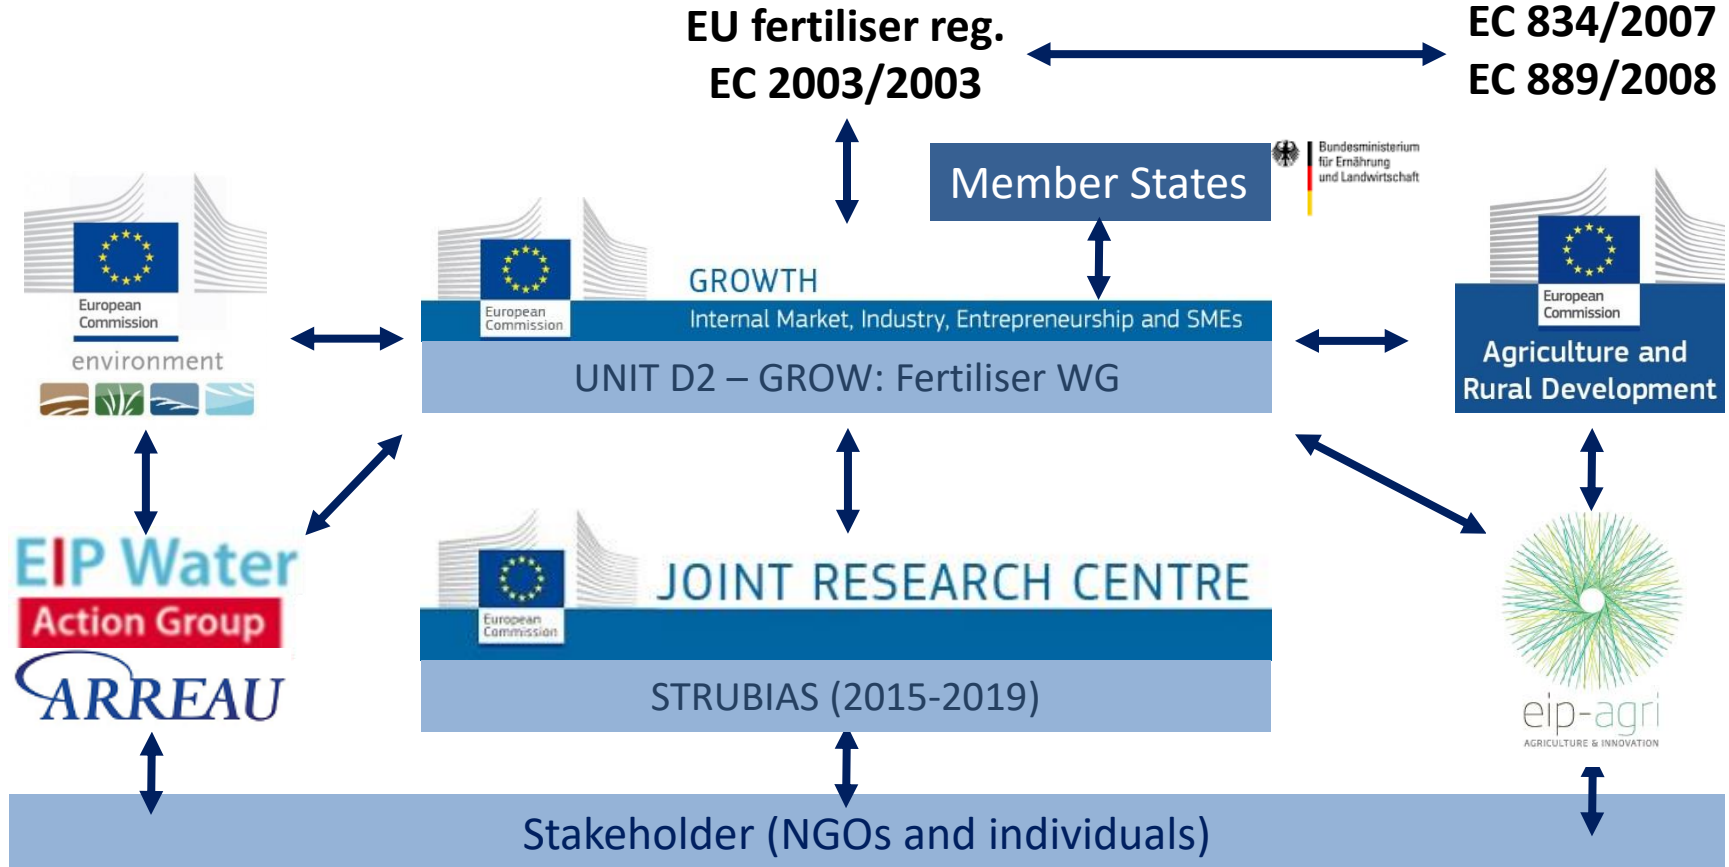 EU fertiliser reg.
EC 2003/2003
EC 834/2007
EC 889/2008
Member States
Bundesministerium
für Ernährung
und Landwirtschaft
European
Commission
environment
European
Commission
GROWTH
Internal Market, Industry, Entrepreneurship and SMEs
UNIT D2 – GROW: Fertiliser WG
European
Commission
Agriculture and
Rural Development
EIP Water
Action Group
ARREAU
European
Commission
JOINT RESEARCH CENTRE
STRUBIAS (2015-2019)
eip-agri
AGRICULTURE & INNOVATION
Stakeholder (NGOs and individuals)